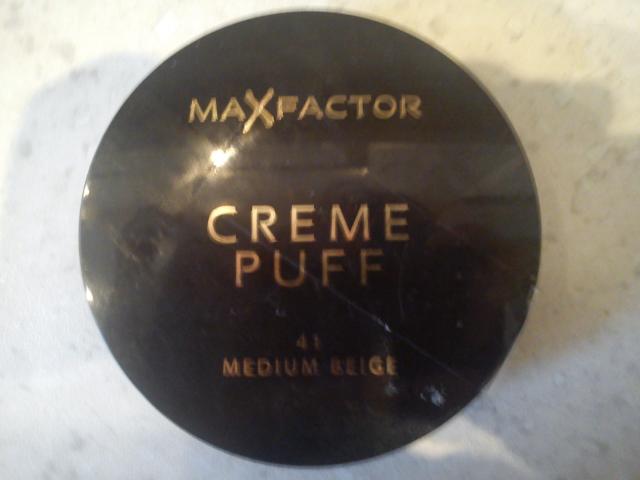 MAXFACTOR
CREME
PUFF
41
MEDIUM BEIGE